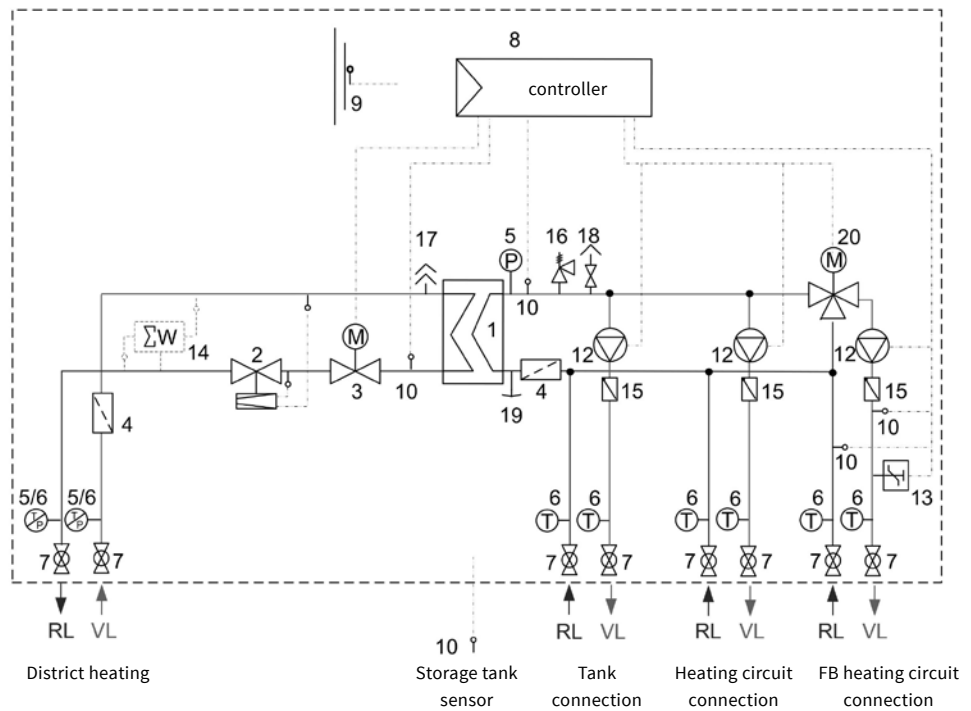 8
controller
9
17
5
P
16
18
20
M
10
ΣW
14
2
M
3
10
1
4
19
12
12
12
15
15
15
4
10
10
13
5/6
5/6
T
P
T
P
6
6
6
6
6
6
T
T
T
T
T
T
7
7
7
7
7
7
7
7
RL
VL
RL
VL
RL
VL
RL
VL
10
District heating
Storage tank
sensor
Tank
connection
Heating circuit
connection
FB heating circuit
connection